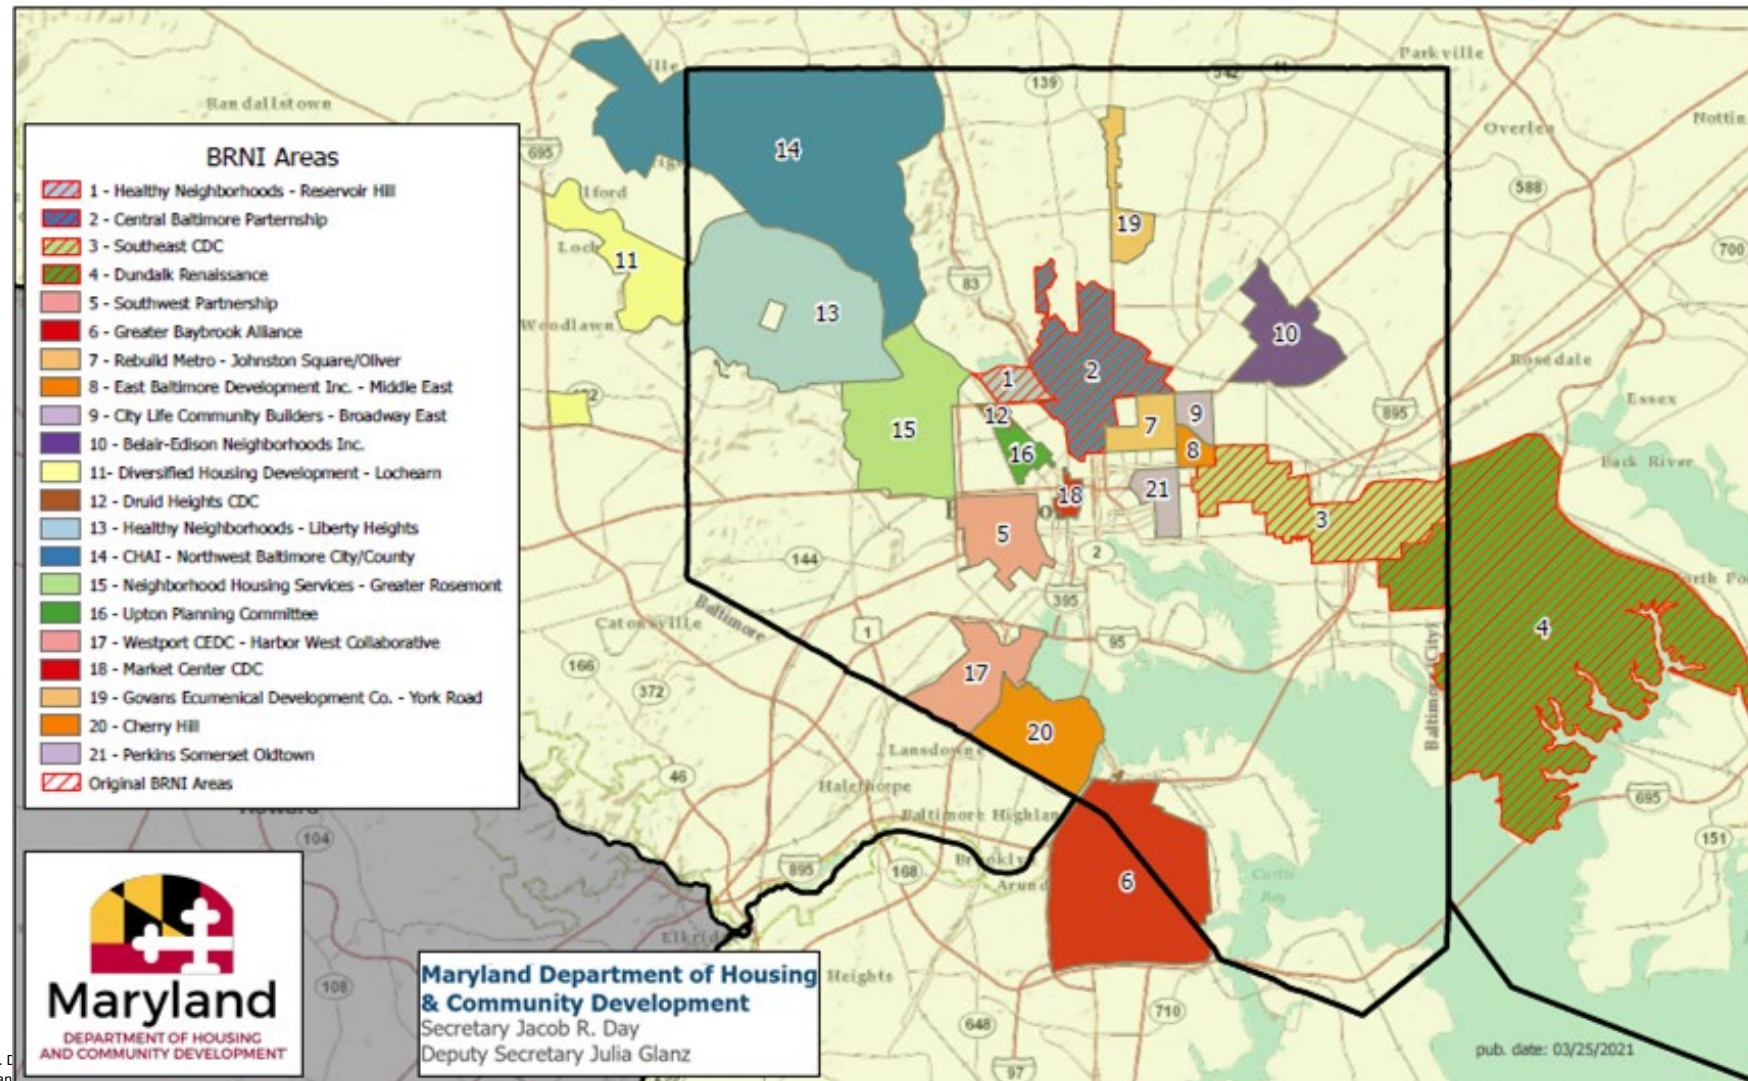 Parkville
139
542
Randallstown
Overlea
695
14
588
lford
19
Loch
11
700
83
13
10
Woodlawn
Rosedale
2
1
Essex
895
12
7
9
15
16
8
Back River
21
18
3
5
2
144
395
4
Baltimore
Catonsville
1
95
166
17
372
20
Baltimore City
Lansdowne
46
Halethorpe
695
Baltimore Highlan
151
104
Brooklyn
895
168
Arund
6
Curtis
Bay
Elkrid
Heights
108
648
710
97
BRNI Areas
1 - Healthy Neighborhoods - Reservoir Hill
2 - Central Baltimore Parternship
3 - Southeast CDC
4 - Dundalk Renaissance
5 - Southwest Partnership
6 - Greater Baybrook Alliance
7 - Rebuild Metro - Johnston Square/Oliver
8 - East Baltimore Development Inc. - Middle East
9 - City Life Community Builders - Broadway East
10 - Belair-Edison Neighborhoods Inc.
11- Diversified Housing Development - Lochearn
12 - Druid Heights CDC
13 - Healthy Neighborhoods - Liberty Heights
14 - CHAI - Northwest Baltimore City/County
15 - Neighborhood Housing Services - Greater Rosemont
16 - Upton Planning Committee
17 - Westport CEDC - Harbor West Collaborative
18 - Market Center CDC
19 - Govans Ecumenical Development Co. - York Road
20 - Cherry Hill
21 - Perkins Somerset Oldtown
Original BRNI Areas
Maryland
DEPARTMENT OF HOUSING
AND COMMUNITY DEVELOPMENT
Maryland Department of Housing
& Community Development
Secretary Jacob R. Day
Deputy Secretary Julia Glanz
pub. date: 03/25/2021